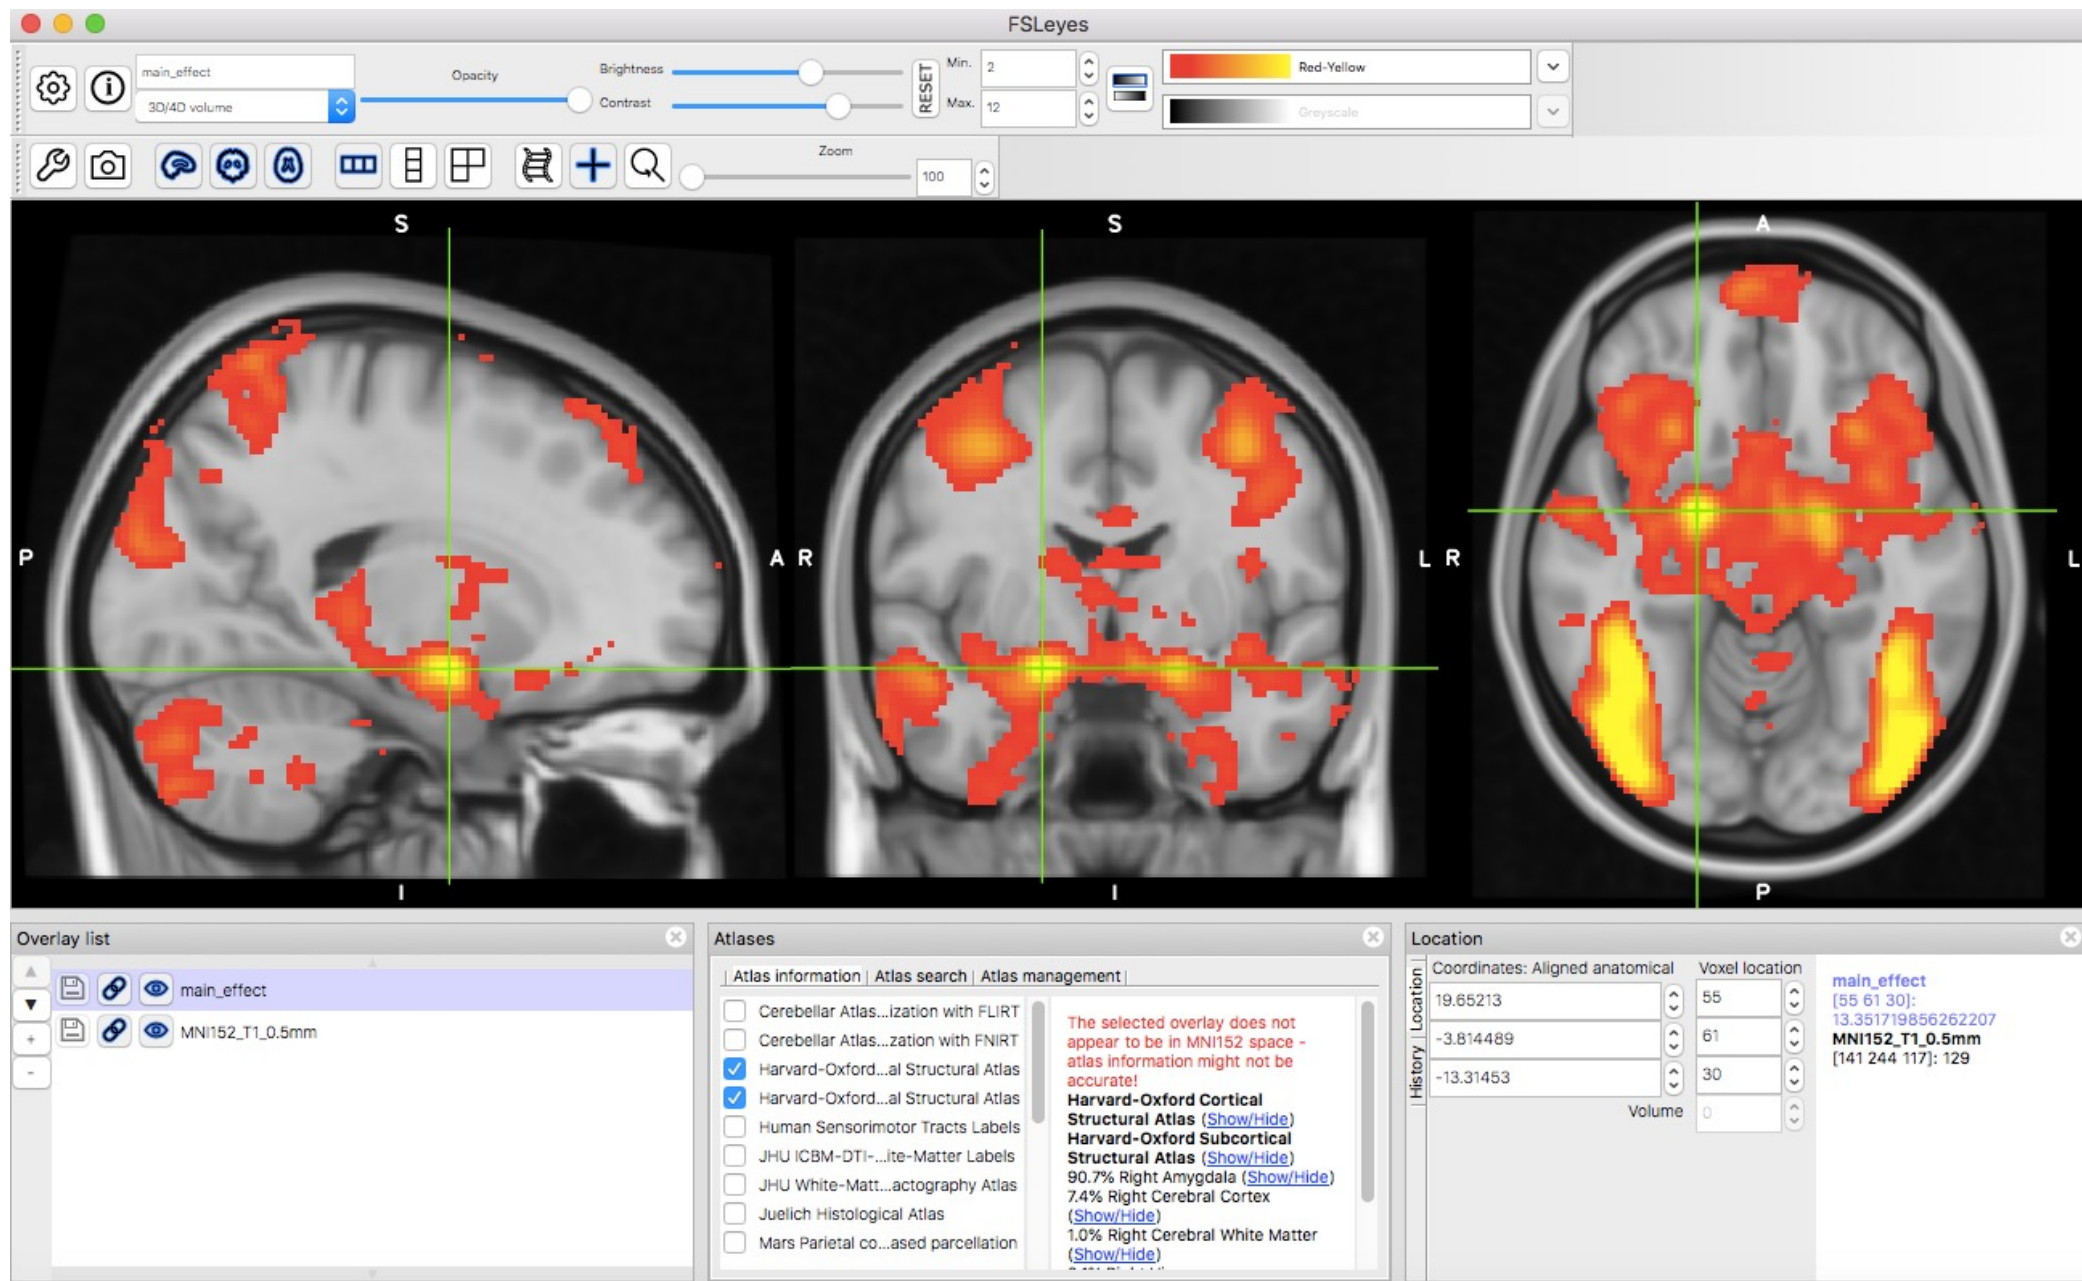 FSLeyes
main_effect
3D/4D volume
Opacity
Brightness
Contrast
RESET
Min. 2
Max. 12
Red-Yellow
Greyscale
Zoom
100
S
S
A
P
A
R
L
R
L
I
I
P
Overlay list
main_effect
MNI152_T1_0.5mm
+
-
Atlases
Atlas information
Atlas search
Atlas management
Cerebellar Atlas...ization with FLIRT
Cerebellar Atlas...zation with FNIRT
Harvard-Oxford...al Structural Atlas
Harvard-Oxford...al Structural Atlas
Human Sensorimotor Tracts Labels
JHU ICBM-DTI-...ite-Matter Labels
JHU White-Matt...actography Atlas
Juelich Histological Atlas
Mars Parietal co...ased parcellation
The selected overlay does not
appear to be in MNI152 space -
atlas information might not be
accurate!
Harvard-Oxford Cortical
Structural Atlas (Show/Hide)
Harvard-Oxford Subcortical
Structural Atlas (Show/Hide)
90.7% Right Amygdala (Show/Hide)
7.4% Right Cerebral Cortex
(Show/Hide)
1.0% Right Cerebral White Matter
(Show/Hide)
Location
Location
History
Coordinates: Aligned anatomical
19.65213
-3.814489
-13.31453
Voxel location
55
61
30
Volume 0
main_effect
[55 61 30]:
13.351719856262207
MNI152_T1_0.5mm
[141 244 117]: 129